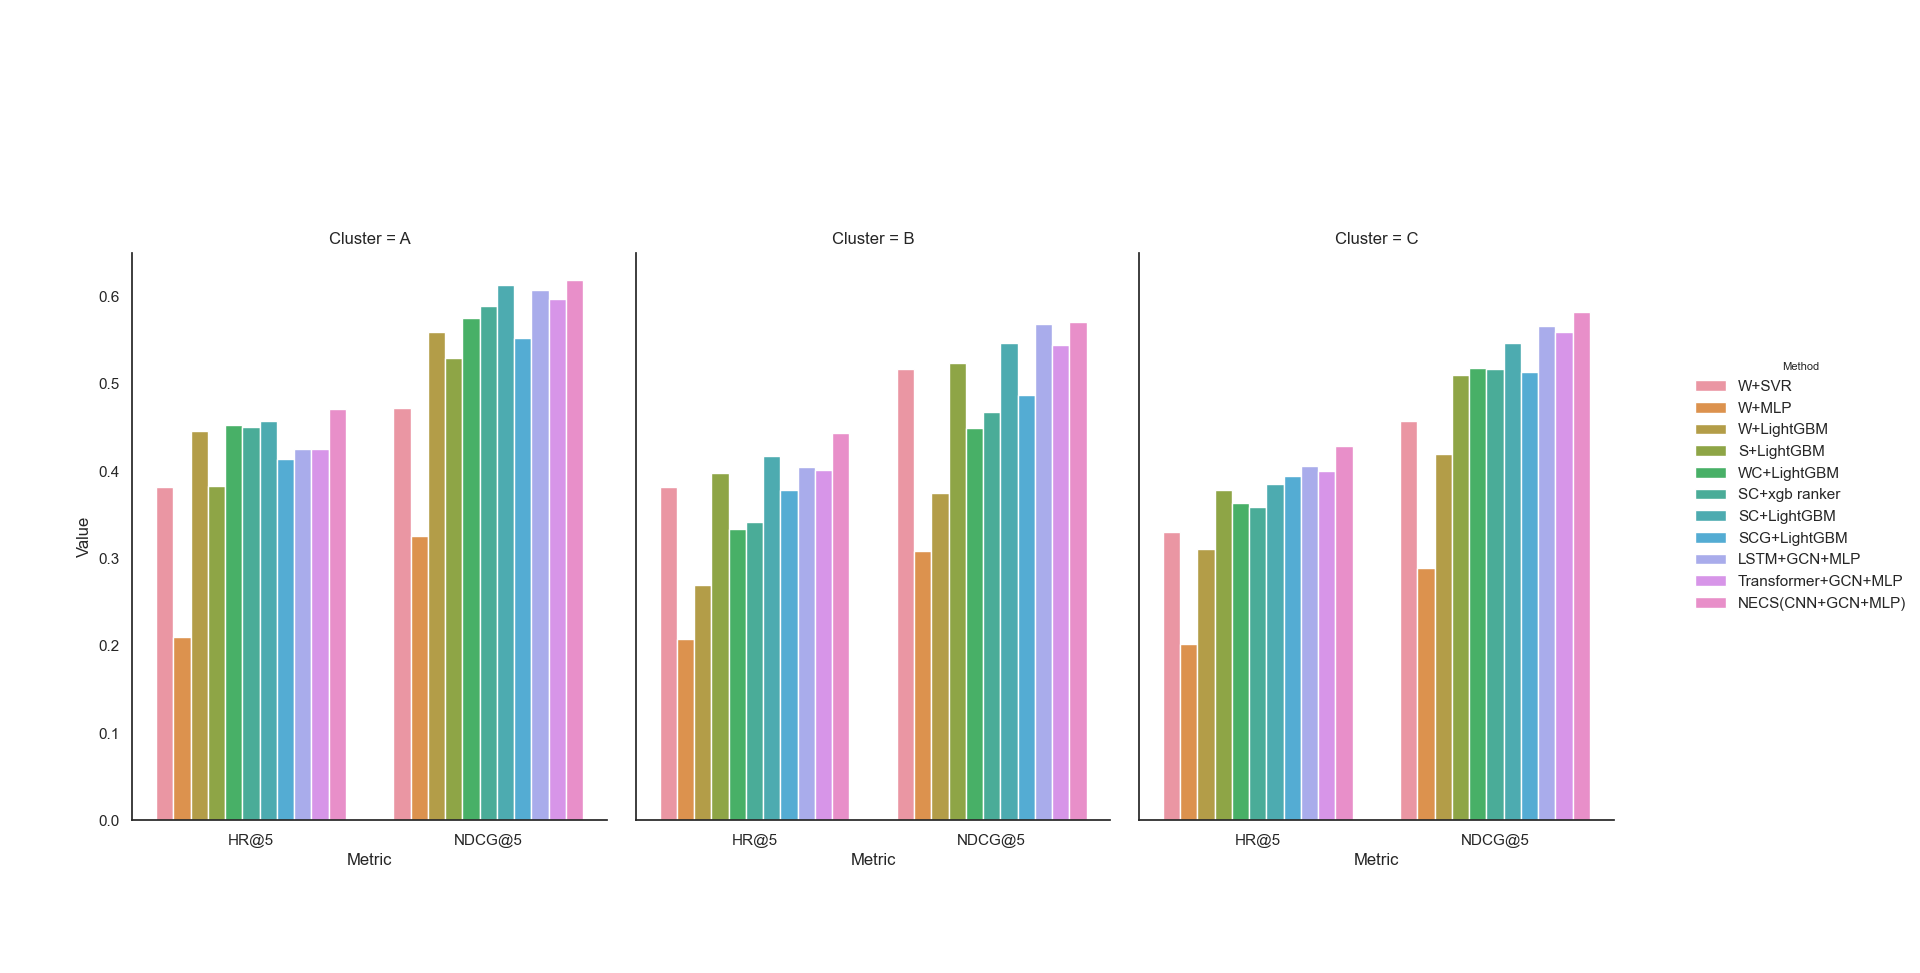 Cluster = A
Cluster = B
Cluster = C
0.6
0.5
0.4
0.3
0.2
0.1
0.0
Value
HR@5
NDCG@5
HR@5
NDCG@5
HR@5
NDCG@5
Metric
Metric
Metric
Method
W+SVR
W+MLP
W+LightGBM
S+LightGBM
WC+LightGBM
SC+xgb ranker
SC+LightGBM
SCG+LightGBM
LSTM+GCN+MLP
Transformer+GCN+MLP
NECS(CNN+GCN+MLP)